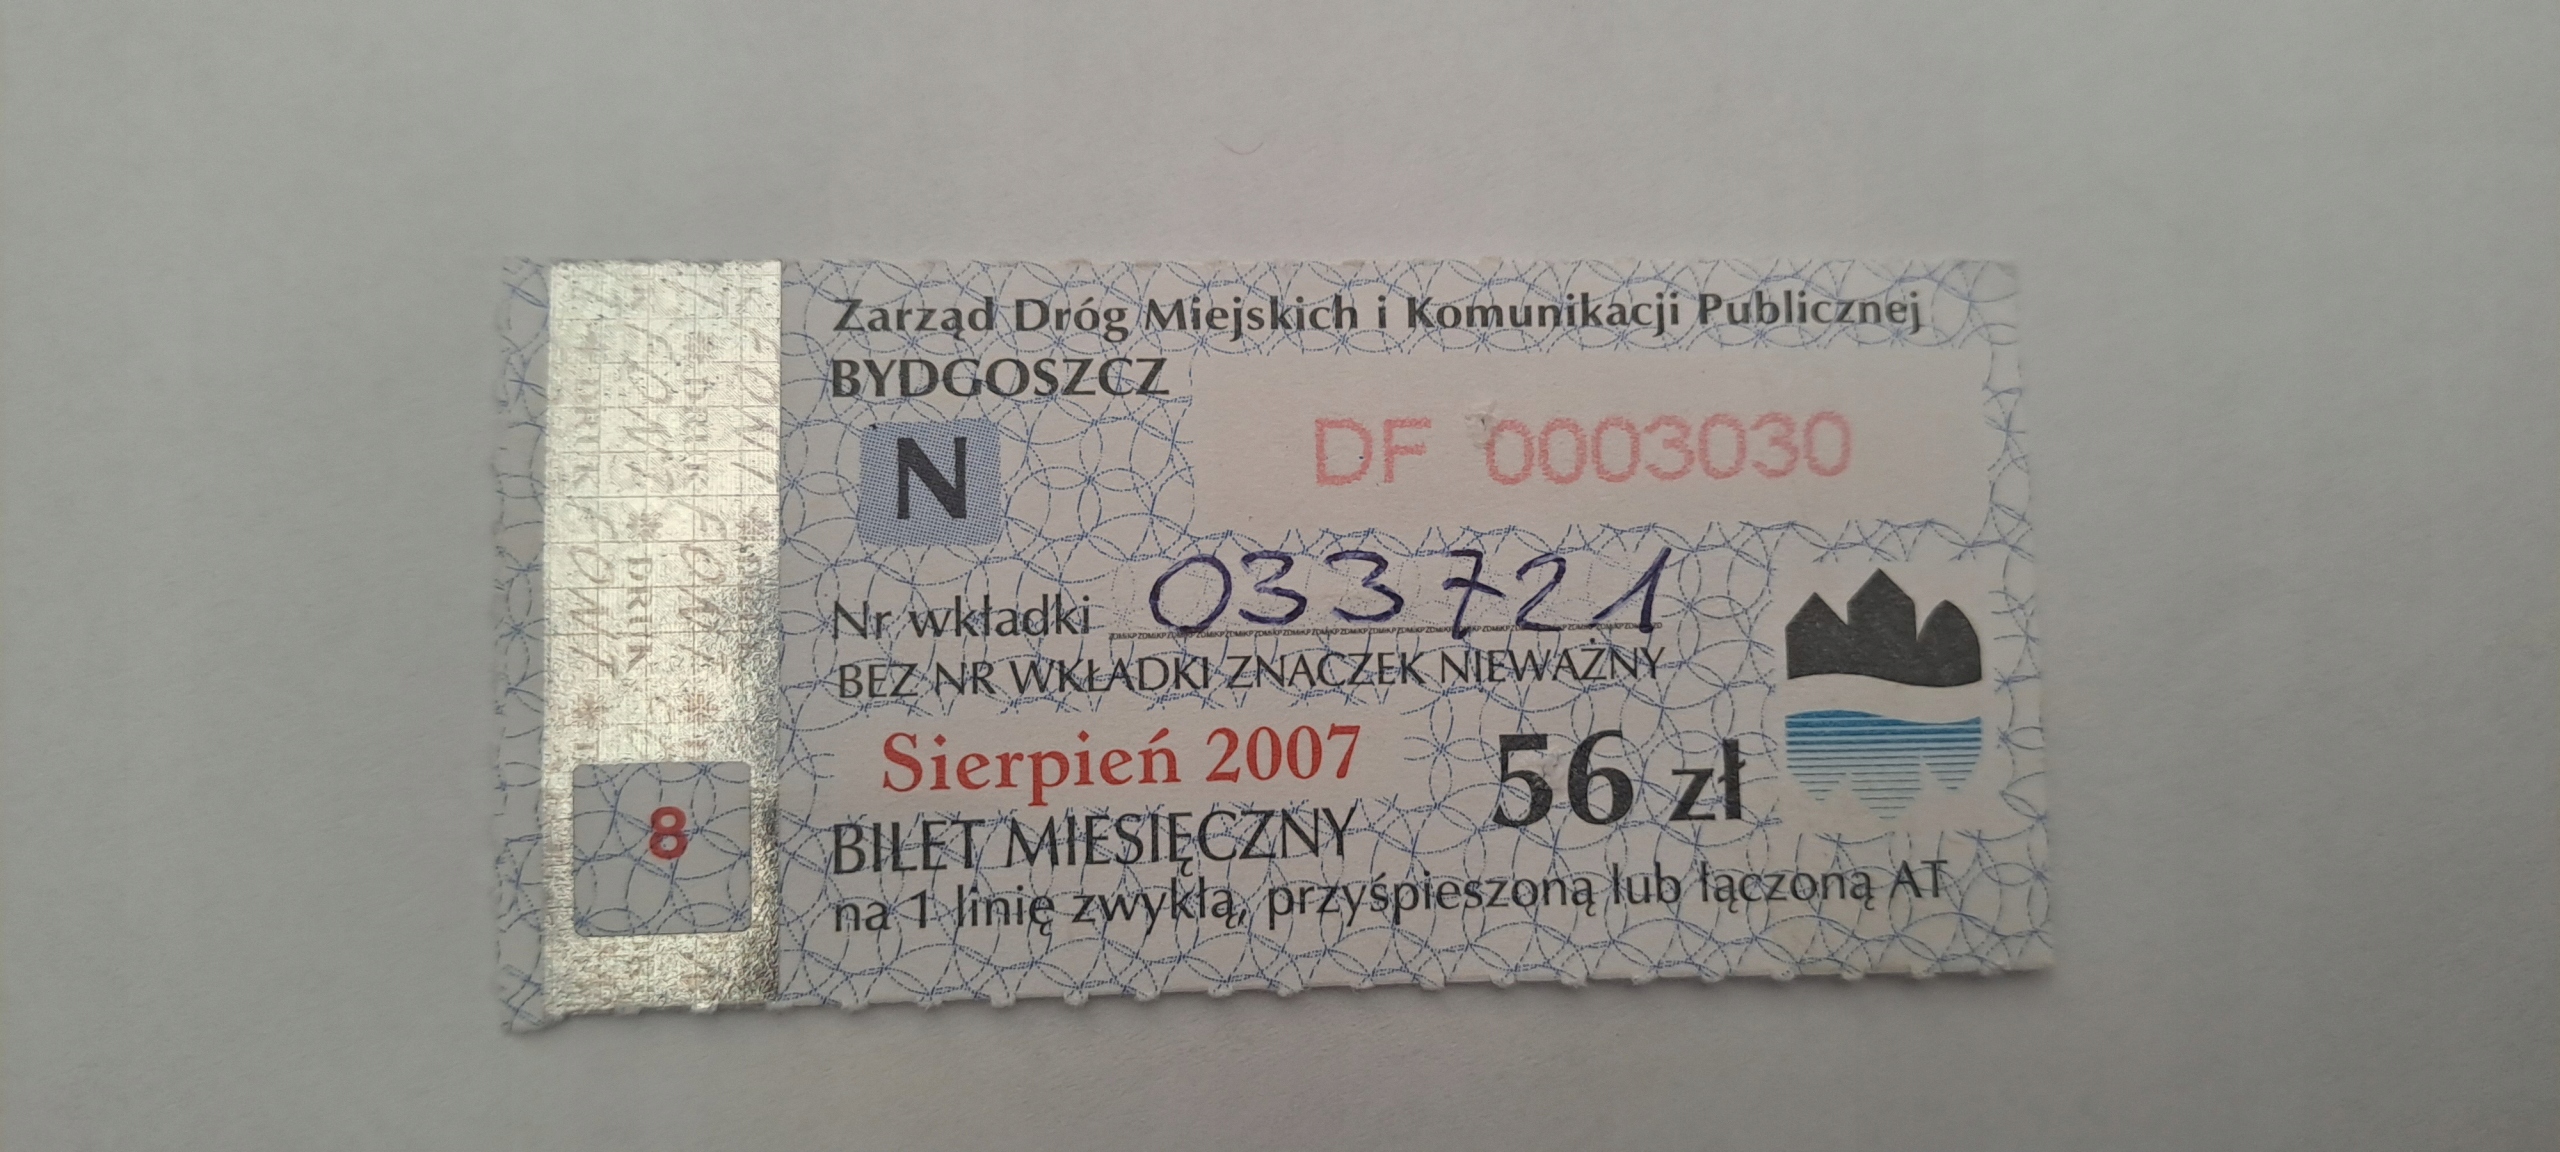 Zarząd Dróg Miejskich i Komunikacji Publicznej
BYDGOSZCZ
N
DF 0003030
Nr wkładki 033721
BEZ NR WKŁADKI ZNACZEK NIEWAŻNY
Sierpień 2007
56 zł
BILET MIESIĘCZNY
na 1 linię zwykłą, przyśpieszoną lub łączoną AT
8
DRUK